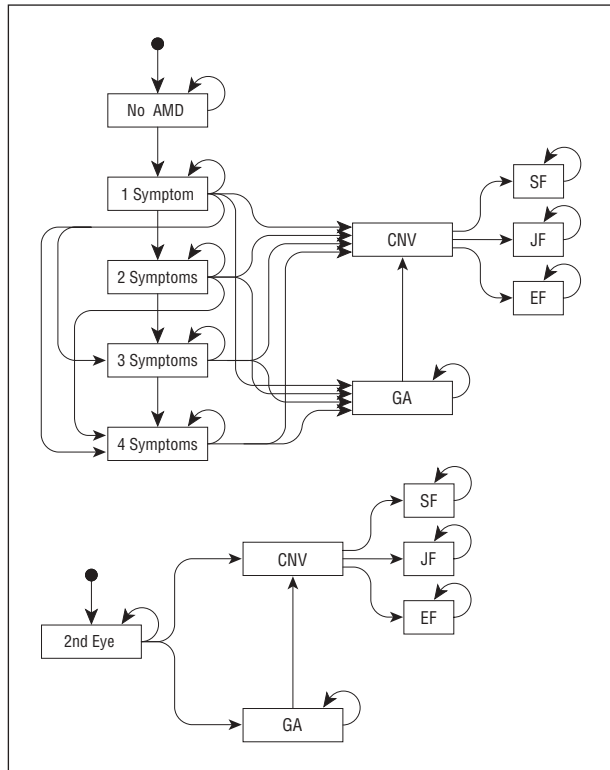 No AMD
1 Symptom
2 Symptoms
3 Symptoms
4 Symptoms
CNV
GA
SF
JF
EF
2nd Eye
CNV
GA
SF
JF
EF